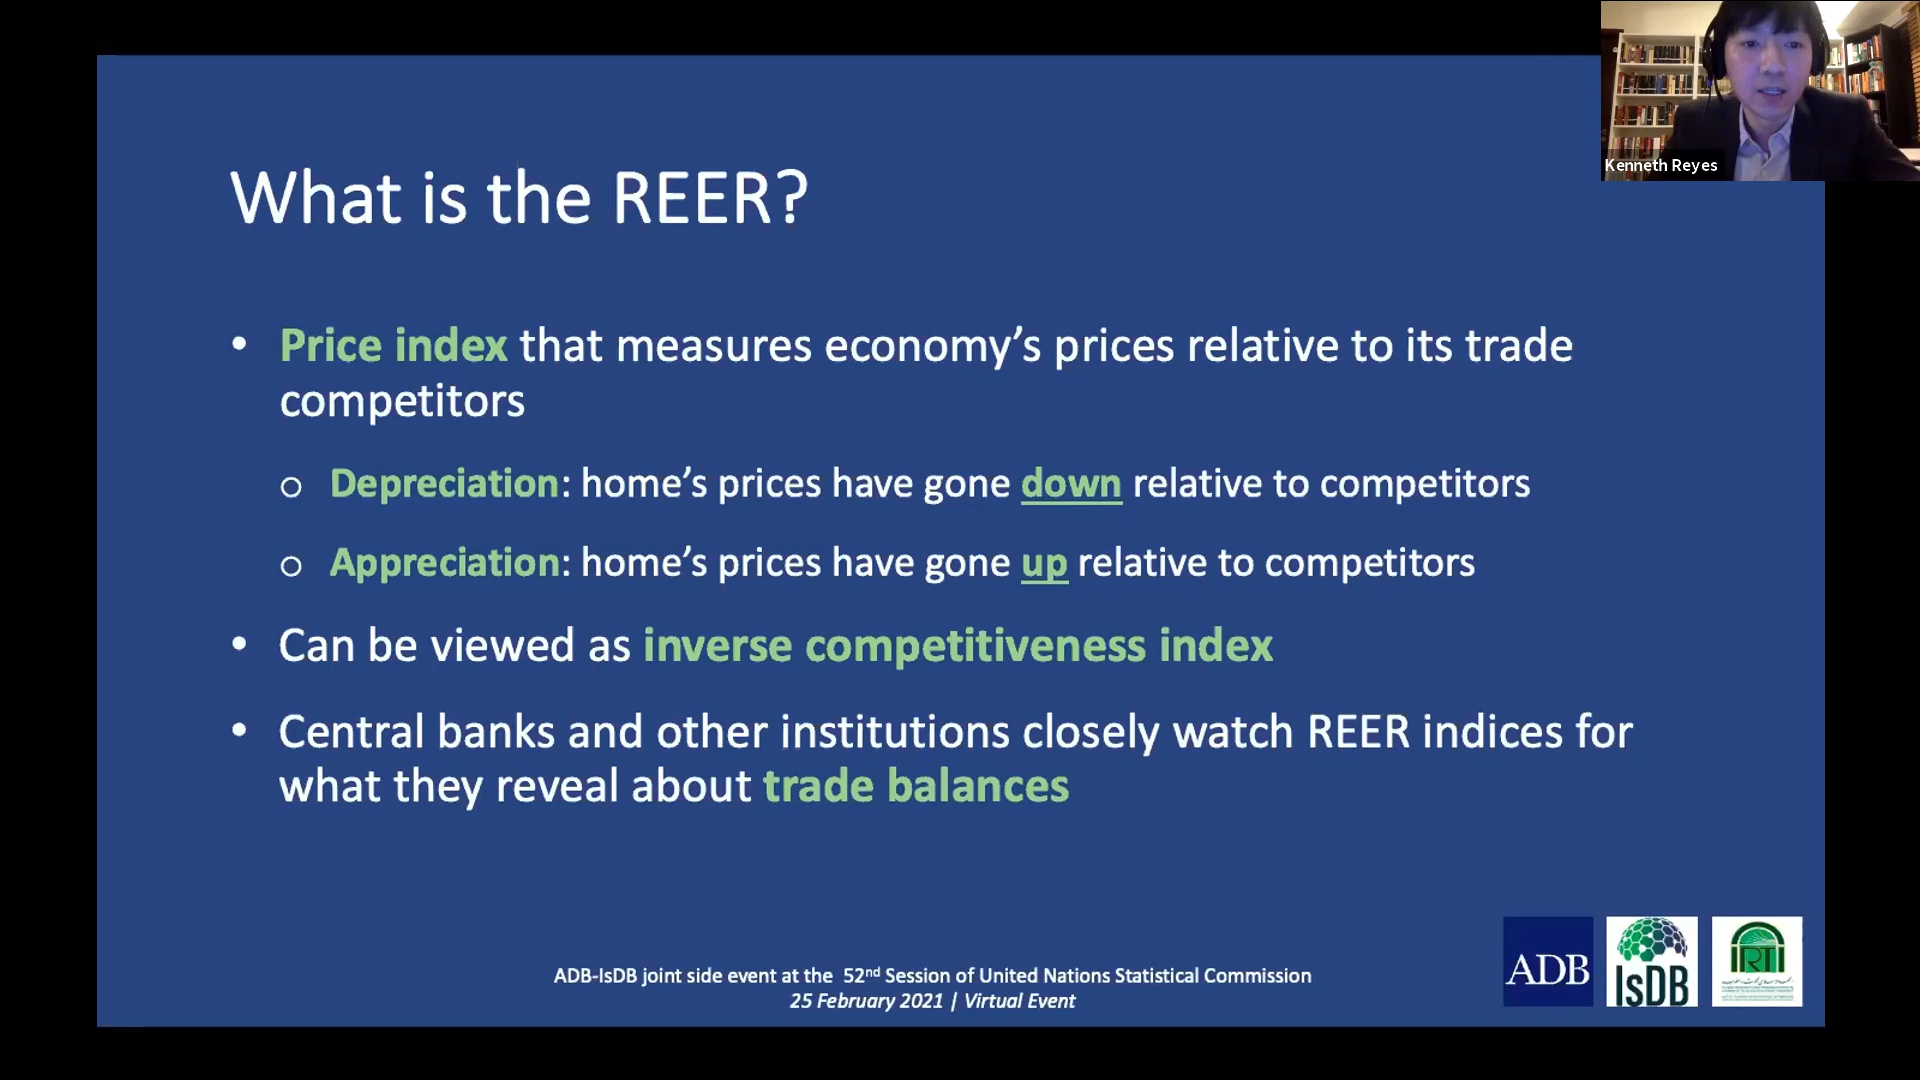 Kenneth Reyes
What is the REER?
• Price index that measures economy’s prices relative to its trade
competitors
o Depreciation: home’s prices have gone down relative to competitors
o Appreciation: home’s prices have gone up relative to competitors
• Can be viewed as inverse competitiveness index
• Central banks and other institutions closely watch REER indices for
what they reveal about trade balances
ADB-IsDB joint side event at the 52nd Session of United Nations Statistical Commission
25 February 2021 | Virtual Event
ADB
IsDB
IRTI